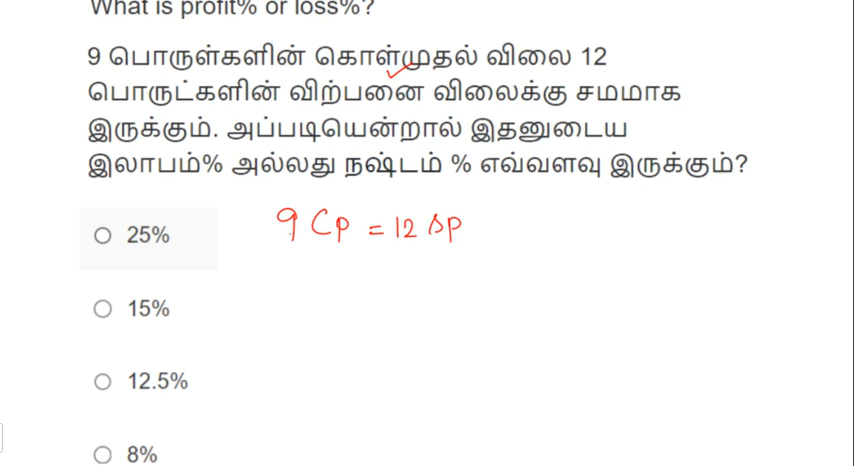 What is profit% or loss%?
9 பொருள்களின் கொள்முதல் விலை 12
பொருட்களின் விற்பனை விலைக்கு சமமாக
இருக்கும். அப்படியென்றால் இதனுடைய
இலாபம்% அல்லது நஷ்டம் % எவ்வளவு இருக்கும்?
9 CP = 12 SP
25%
15%
12.5%
8%